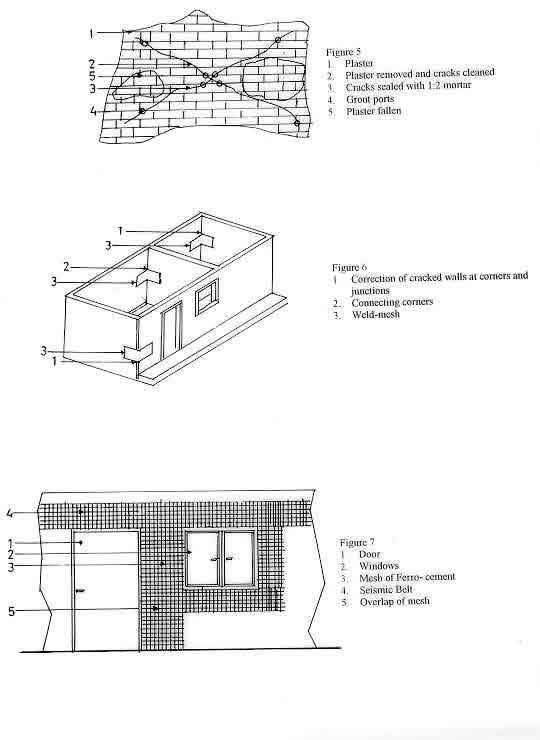 1
2
5
3
4
Figure 5
1 Plaster
2. Plaster removed and cracks cleaned
3. Cracks sealed with 1:2 mortar
4. Grout ports
5 Plaster fallen
1
3
2
3
3
1
Figure 6
1 Correction of cracked walls at corners and
junctions
2. Connecting corners
3. Weld-mesh
4
1
2
3
5
Figure 7
1 Door
2. Windows
3. Mesh of Ferro- cement
4. Seismic Belt
5. Overlap of mesh